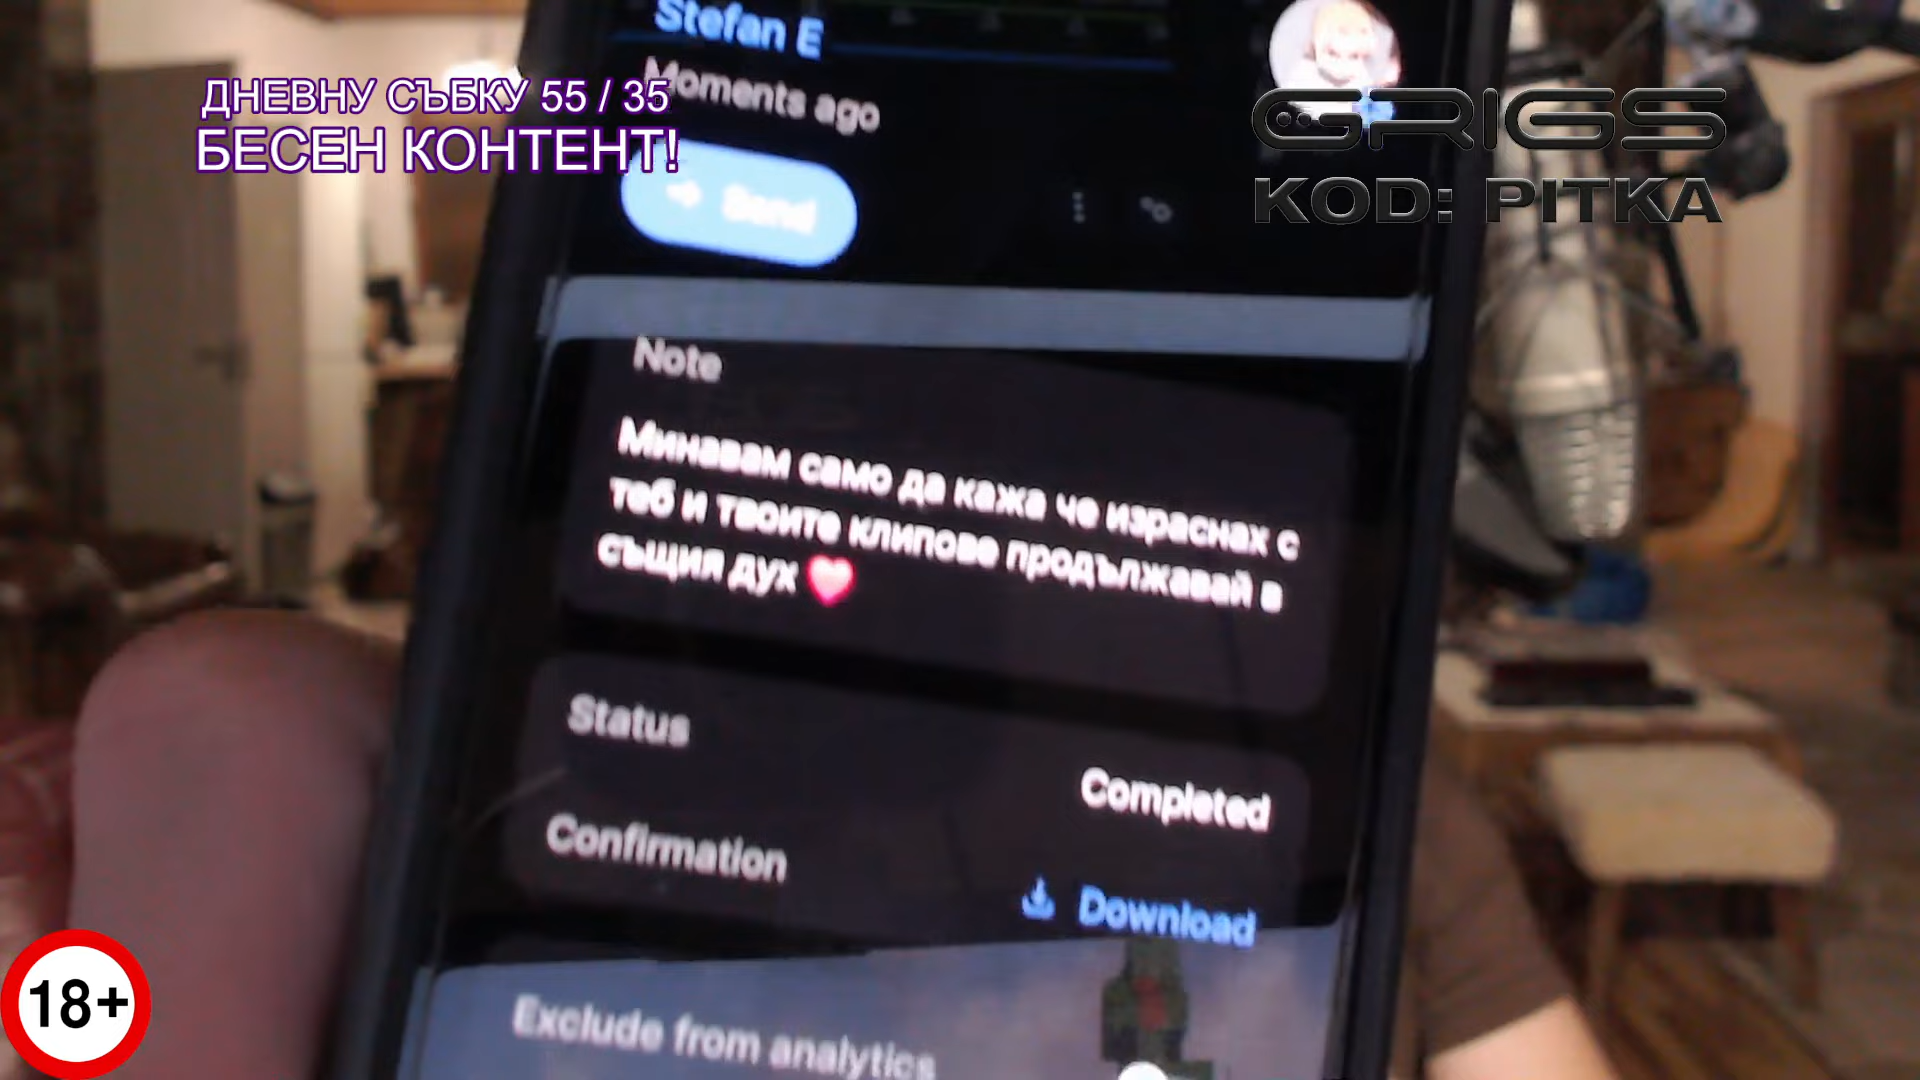 Stefan E
Moments ago
ДНЕВНУ СЪБКУ 55 / 35
БЕСЕН КОНТЕНТ!
GRIGS
KOD: PITKA
Send
Note
Минавам само да кажа че израснах с
теб и твоите клипове продължавай в
същия дух ❤️
Status
Completed
Confirmation
Download
Exclude from analytics
18+